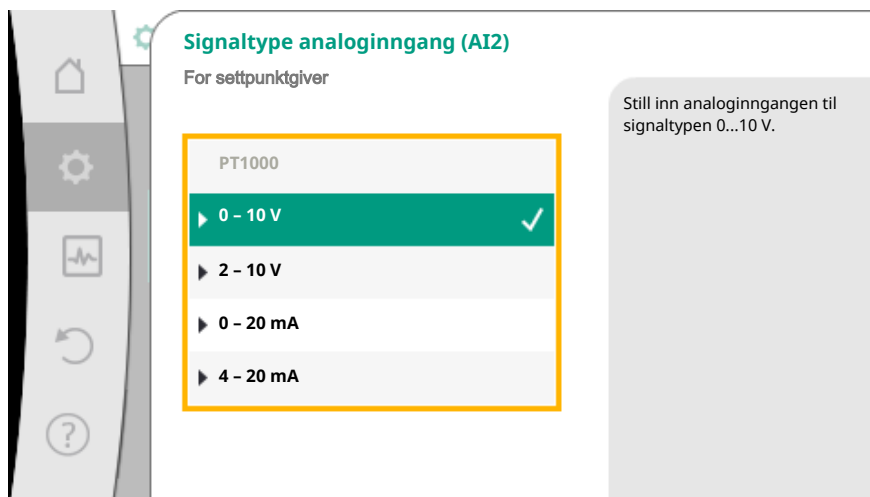 Signaltype analoginngang (AI2)
For settpunktgiver
PT1000
0 – 10 V
2 – 10 V
0 – 20 mA
4 – 20 mA
Still inn analoginngangen til
signaltypen 0...10 V.
?